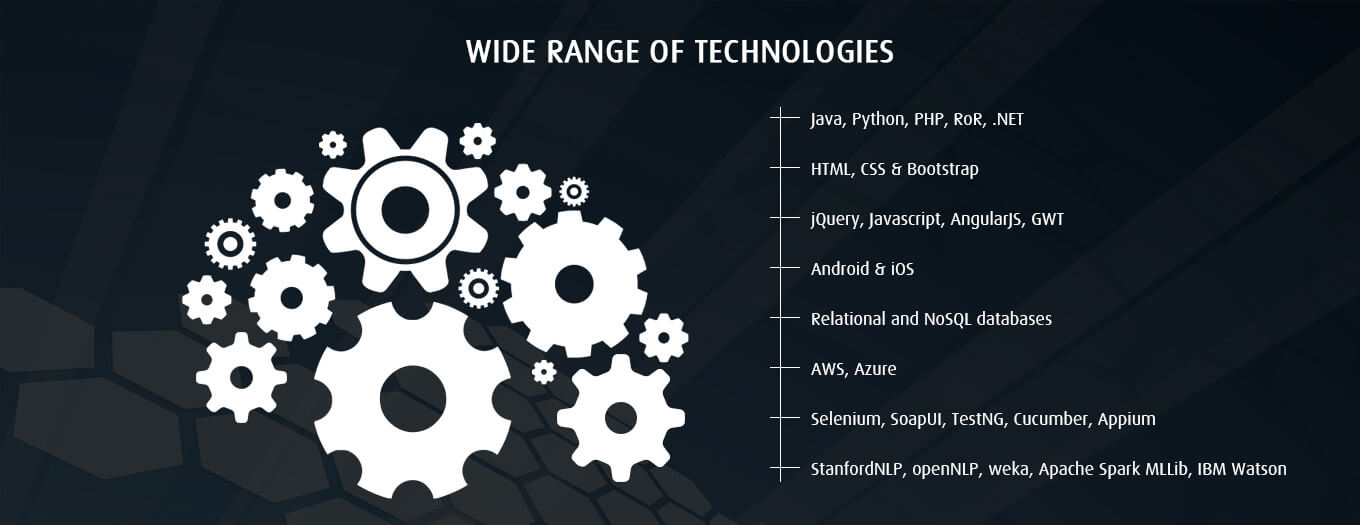 WIDE RANGE OF TECHNOLOGIES
Java, Python, PHP, RoR, .NET
HTML, CSS & Bootstrap
jQuery, Javascript, AngularJS, GWT
Android & iOS
Relational and NoSQL databases
AWS, Azure
Selenium, SoapUI, TestNG, Cucumber, Appium
StanfordNLP, openNLP, weka, Apache Spark MLLib, IBM Watson